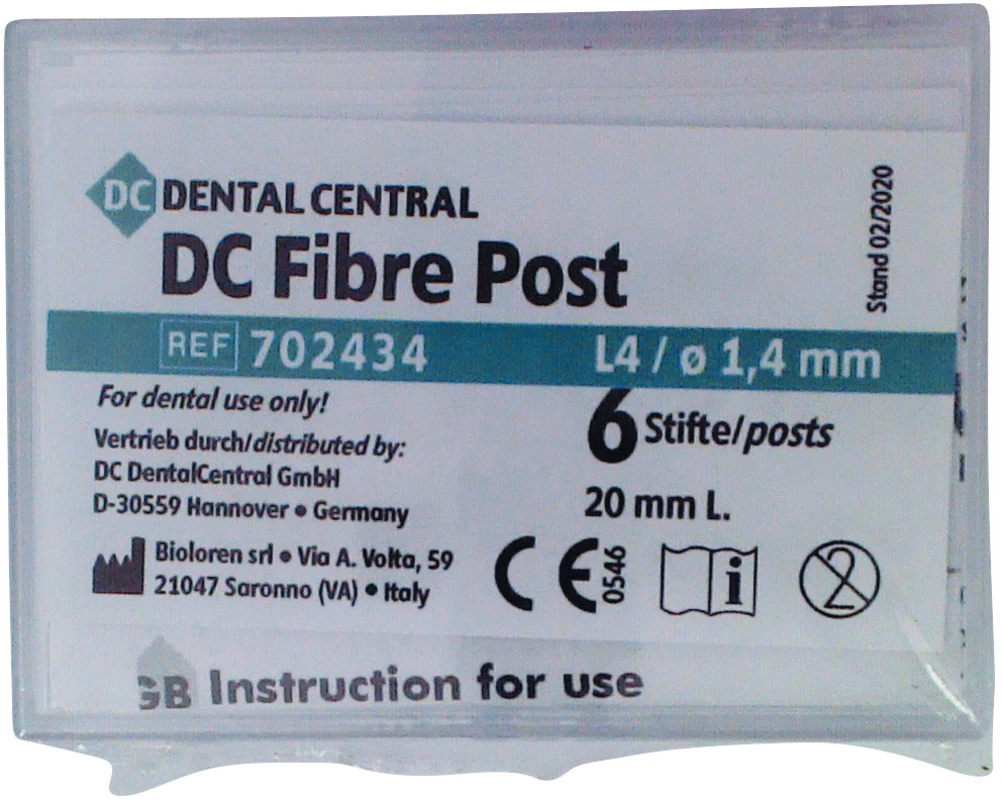 DC DENTAL CENTRAL
DC Fibre Post
Stand 02/2020
REF 702434 L4 / ø 1,4 mm
For dental use only!
6 Stifte/posts
Vertrieb durch/distributed by:
DC DentalCentral GmbH
D-30559 Hannover • Germany
20 mm L.
Bioloren srl • Via A. Volta, 59
21047 Saronno (VA) • Italy
CE 0546
i
2
GB Instruction for use